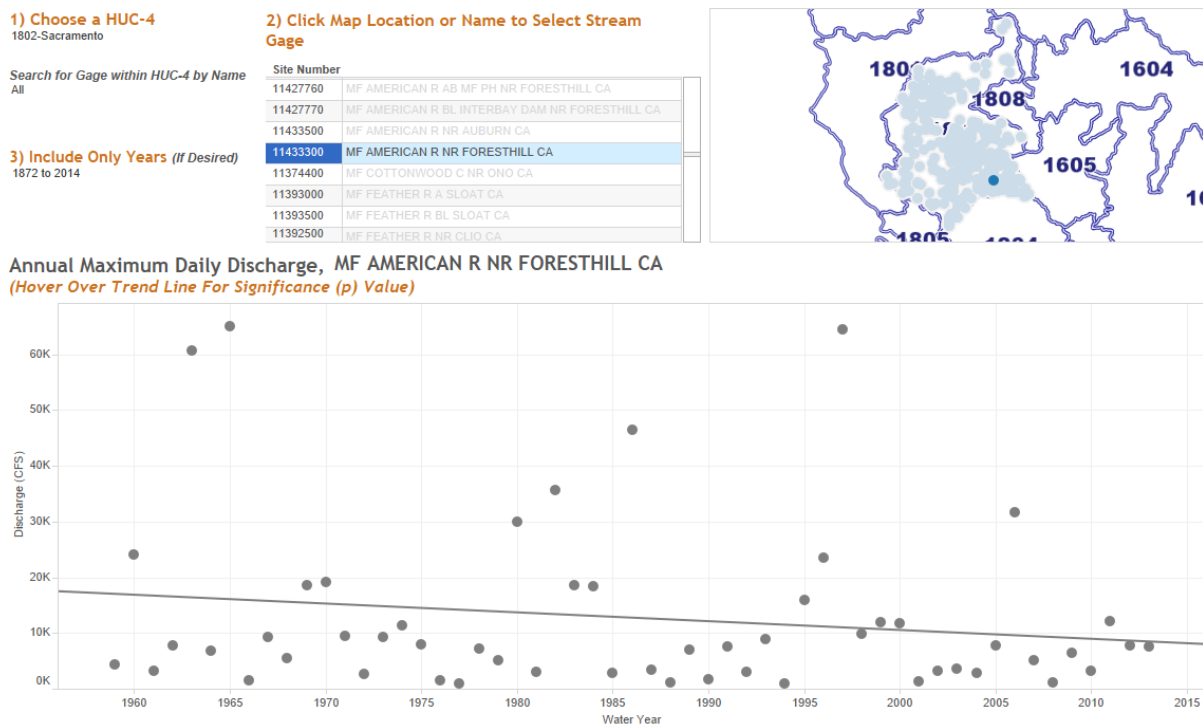 1) Choose a HUC-4
1802-Sacramento
Search for Gage within HUC-4 by Name
All
3) Include Only Years (If Desired)
1872 to 2014
2) Click Map Location or Name to Select Stream
Gage
Site Number
11427760 MF AMERICAN R AB MF PH NR FORESTHILL CA
11427770 MF AMERICAN R BL INTERBAY DAM NR FORESTHILL CA
11433500 MF AMERICAN R NR AUBURN CA
11433300 MF AMERICAN R NR FORESTHILL CA
11374400 MF COTTONWOOD C NR ONO CA
11393000 MF FEATHER R A SLOAT CA
11393500 MF FEATHER R BL SLOAT CA
11392500 MF FEATHER R NR CLIO CA
1604
1808
1605
1805
Annual Maximum Daily Discharge, MF AMERICAN R NR FORESTHILL CA
(Hover Over Trend Line For Significance (p) Value)
Discharge (CFS)
60K
50K
40K
30K
20K
10K
0K
1960 1965 1970 1975 1980 1985 1990 1995 2000 2005 2010 2015
Water Year